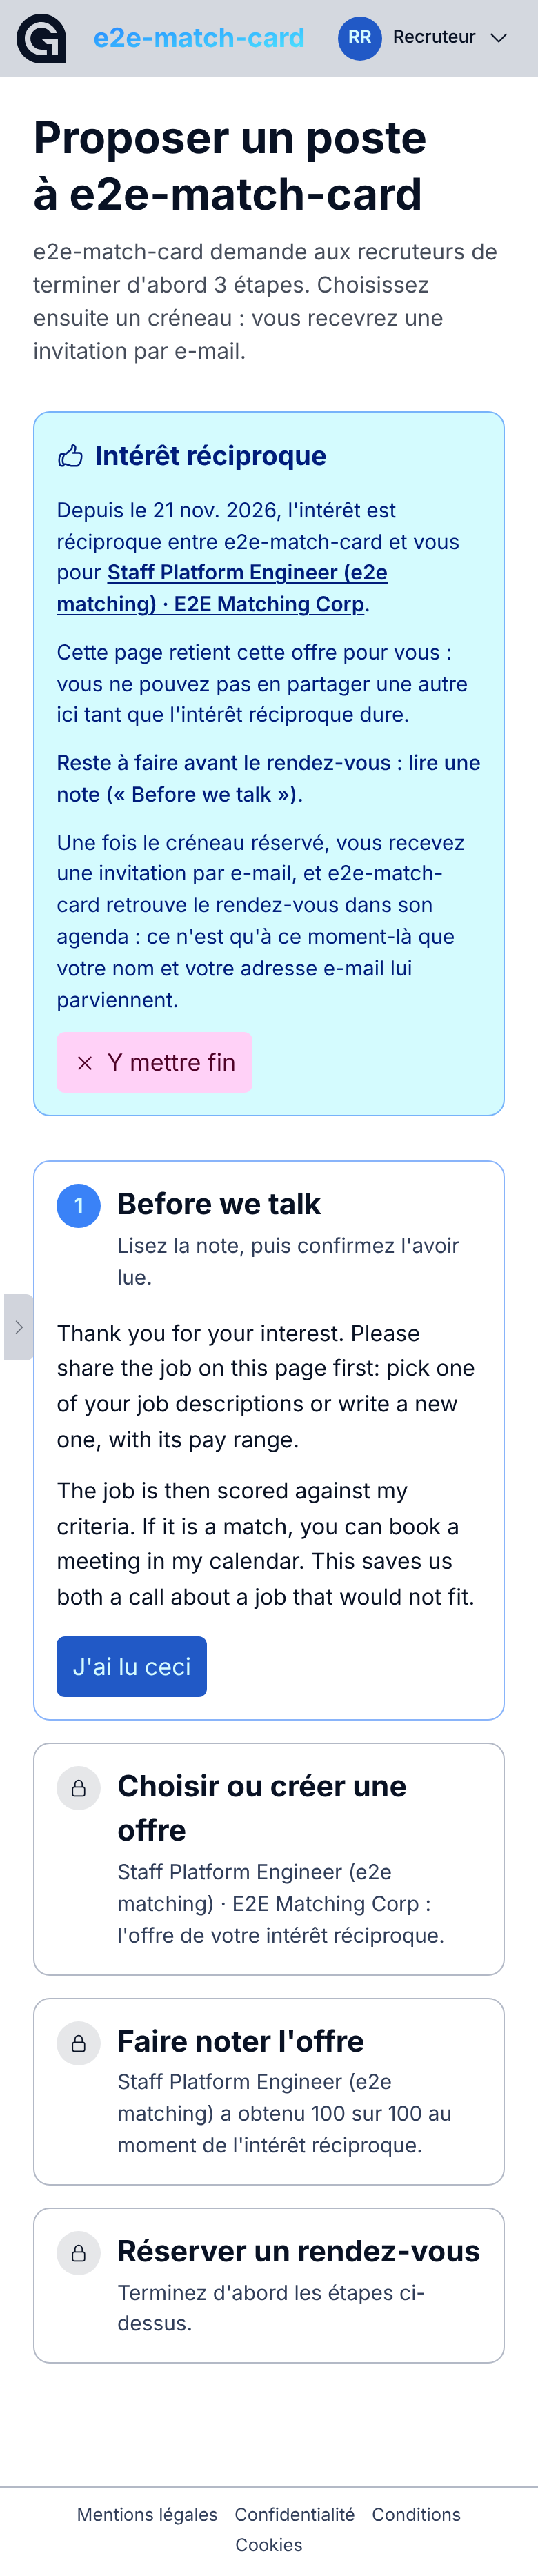 e2e-match-card
RR
Recruteur
Proposer un poste
à e2e-match-card
e2e-match-card demande aux recruteurs de
terminer d'abord 3 étapes. Choisissez
ensuite un créneau : vous recevrez une
invitation par e-mail.
Intérêt réciproque
Depuis le 21 nov. 2026, l'intérêt est
réciproque entre e2e-match-card et vous
pour Staff Platform Engineer (e2e
matching) · E2E Matching Corp.
Cette page retient cette offre pour vous :
vous ne pouvez pas en partager une autre
ici tant que l'intérêt réciproque dure.
Reste à faire avant le rendez-vous : lire une
note (« Before we talk »).
Une fois le créneau réservé, vous recevez
une invitation par e-mail, et e2e-match-
card retrouve le rendez-vous dans son
agenda : ce n'est qu'à ce moment-là que
votre nom et votre adresse e-mail lui
parviennent.
Y mettre fin
1
Before we talk
Lisez la note, puis confirmez l'avoir
lue.
Thank you for your interest. Please
share the job on this page first: pick one
of your job descriptions or write a new
one, with its pay range.
The job is then scored against my
criteria. If it is a match, you can book a
meeting in my calendar. This saves us
both a call about a job that would not fit.
J'ai lu ceci
Choisir ou créer une
offre
Staff Platform Engineer (e2e
matching) · E2E Matching Corp :
l'offre de votre intérêt réciproque.
Faire noter l'offre
Staff Platform Engineer (e2e
matching) a obtenu 100 sur 100 au
moment de l'intérêt réciproque.
Réserver un rendez-vous
Terminez d'abord les étapes ci-
dessus.
Mentions légales
Confidentialité
Conditions
Cookies